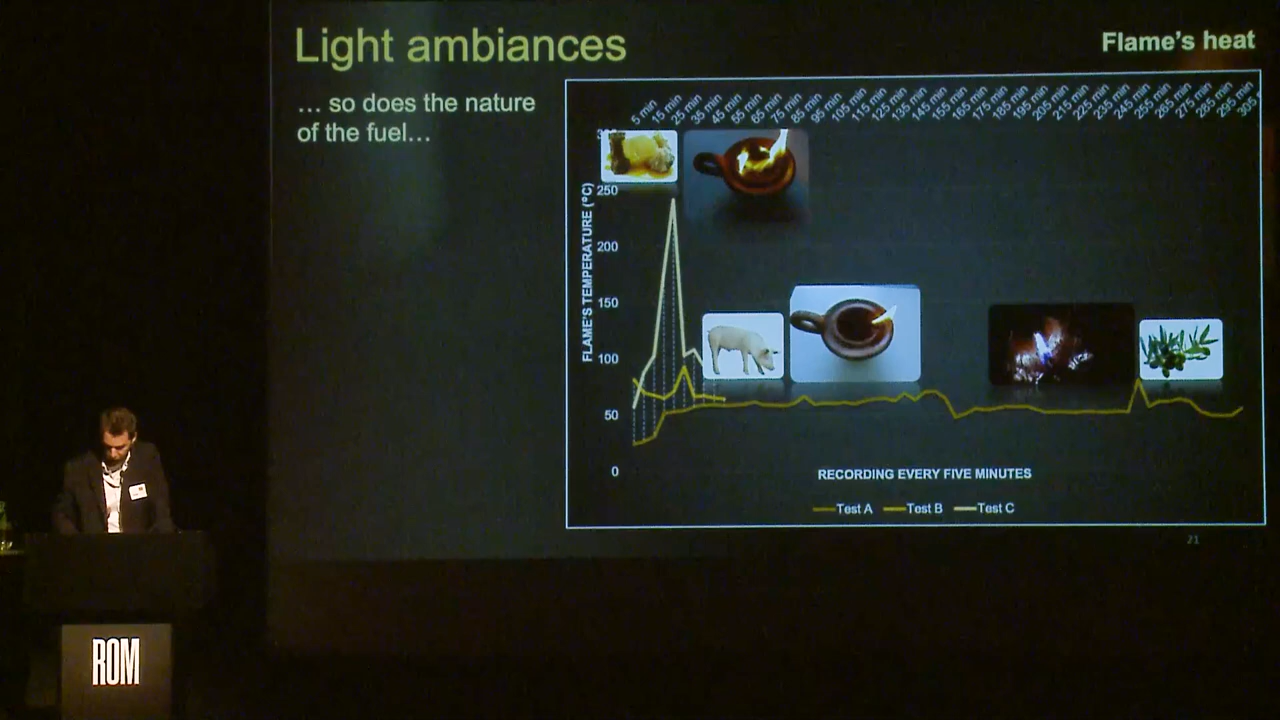 Light ambiances
Flame's heat
… so does the nature
of the fuel…
5 min
15 min
25 min
35 min
45 min
55 min
65 min
75 min
85 min
95 min
105 min
115 min
125 min
135 min
145 min
155 min
165 min
175 min
185 min
195 min
205 min
215 min
225 min
235 min
245 min
255 min
265 min
275 min
285 min
295 min
FLAME'S TEMPERATURE (ºC)
250
200
150
100
50
0
RECORDING EVERY FIVE MINUTES
Test A
Test B
Test C
21
ROM